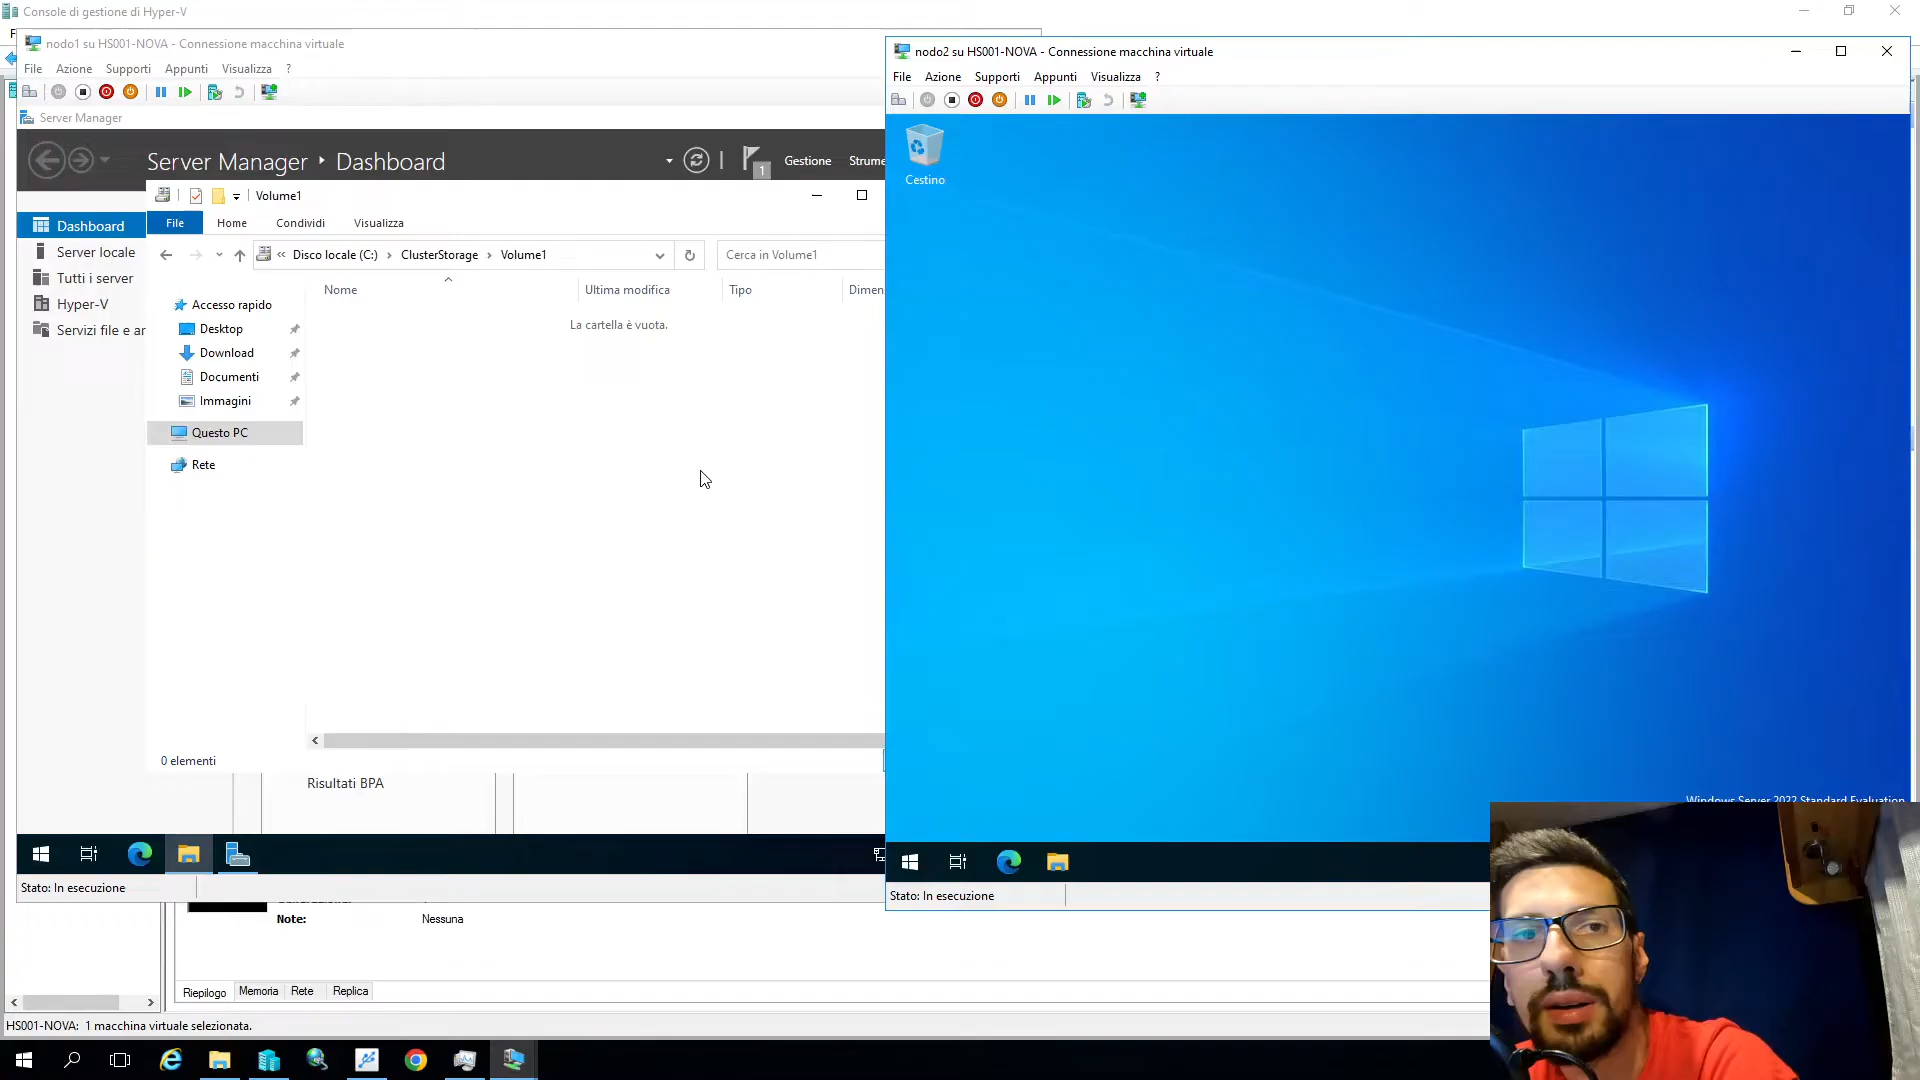 Console di gestione di Hyper-V
F
nodo1 su HS001-NOVA - Connessione macchina virtuale
File Azione Supporti Appunti Visualizza ?
Server Manager
Server Manager Dashboard
1
Gestione
Strume
Dashboard
Server locale
Tutti i server
Hyper-V
Servizi file e ar
Volume1
File Home Condividi Visualizza
« Disco locale (C:) › ClusterStorage › Volume1
Cerca in Volume1
Nome Ultima modifica Tipo Dimen
La cartella è vuota.
Accesso rapido
Desktop
Download
Documenti
Immagini
Questo PC
Rete
0 elementi
Risultati BPA
Stato: In esecuzione
Note: Nessuna
Riepilogo Memoria Rete Replica
HS001-NOVA: 1 macchina virtuale selezionata.
nodo2 su HS001-NOVA - Connessione macchina virtuale
File Azione Supporti Appunti Visualizza ?
Cestino
Windows Server 2022 Standard Evaluation
Stato: In esecuzione